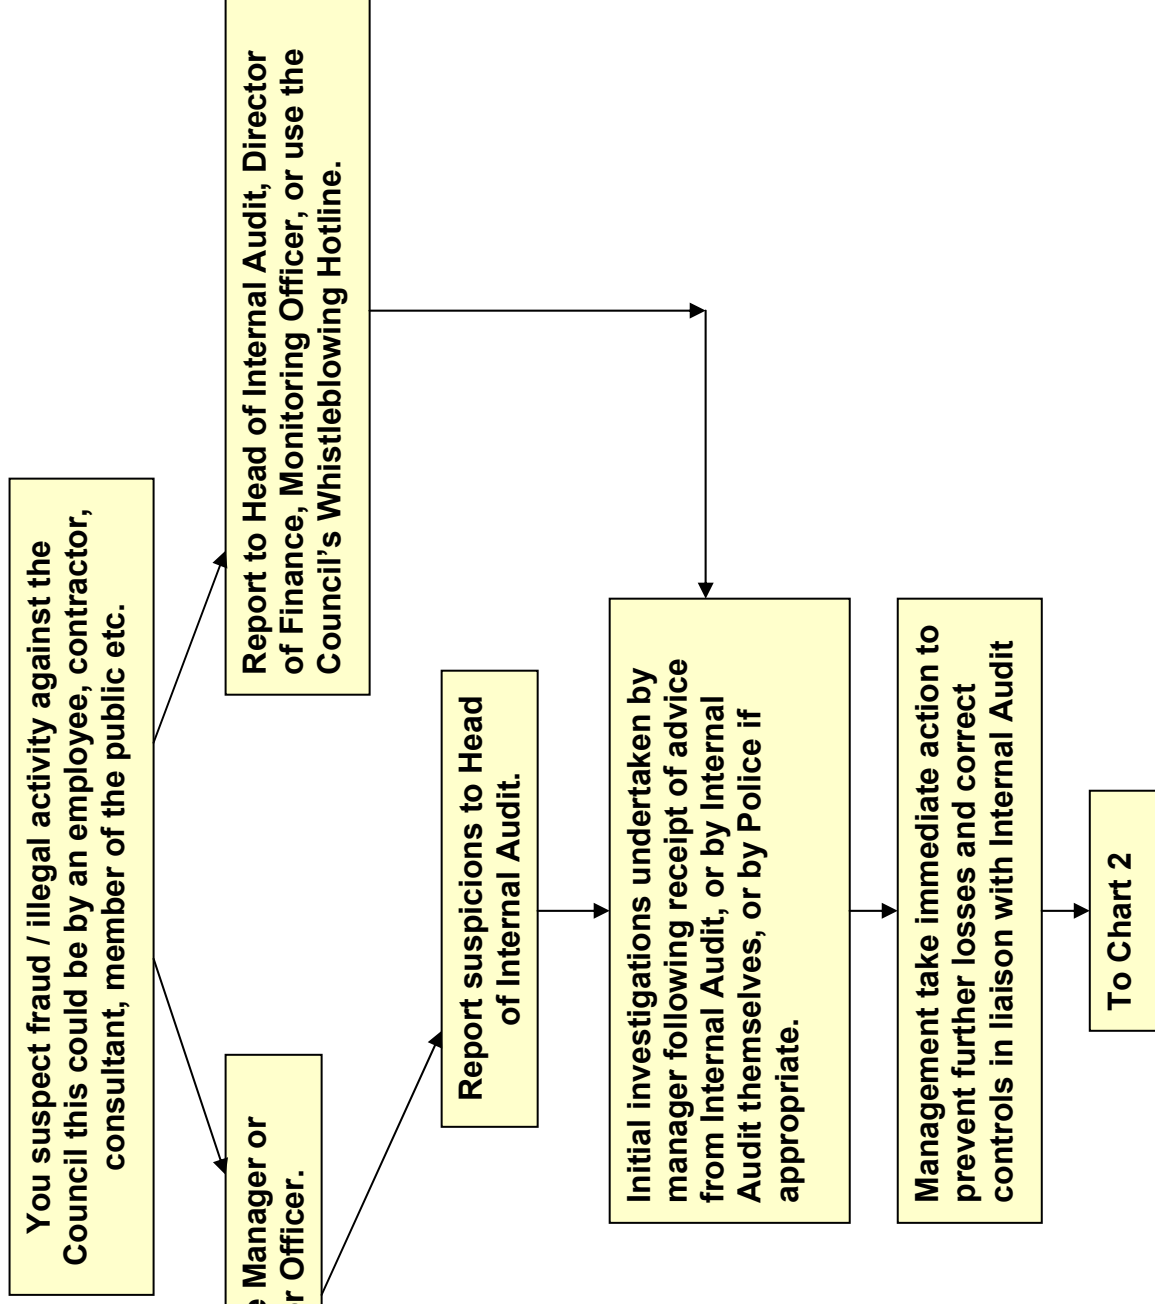 You suspect fraud / illegal activity against the
Council this could be by an employee, contractor,
consultant, member of the public etc.
Manager or
Officer.
Report to Head of Internal Audit, Director
of Finance, Monitoring Officer, or use the
Council’s Whistleblowing Hotline.
Report suspicions to Head
of Internal Audit.
Initial investigations undertaken by
manager following receipt of advice
from Internal Audit, or by Internal
Audit themselves, or by Police if
appropriate.
Management take immediate action to
prevent further losses and correct
controls in liaison with Internal Audit
To Chart 2